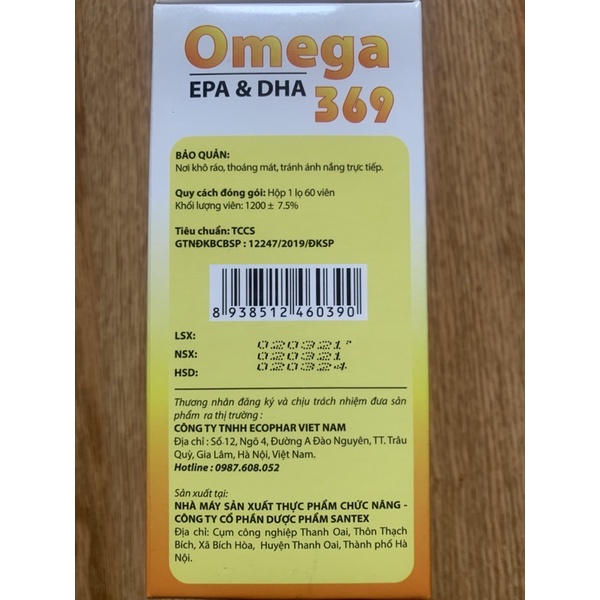 Omega
EPA & DHA
369
BẢO QUẢN:
Nơi khô ráo, thoáng mát, tránh ánh nắng trực tiếp.
Quy cách đóng gói: Hộp 1 lọ 60 viên
Khối lượng viên: 1200 ± 7.5%
Tiêu chuẩn: TCCS
GTNĐKBCBSP : 12247/2019/ĐKSP
8 938512 460390
LSX: 020321
NSX: 020321
HSD: 020324
Thương nhân đăng ký và chịu trách nhiệm đưa sản
phẩm ra thị trường :
CÔNG TY TNHH ECOPHAR VIET NAM
Địa chỉ : Số 12, Ngõ 4, Đường A Đào Nguyên, TT. Trâu
Quỳ, Gia Lâm, Hà Nội, Việt Nam.
Hotline : 0987.608.052
Sản xuất tại:
NHÀ MÁY SẢN XUẤT THỰC PHẨM CHỨC NĂNG -
CÔNG TY CỔ PHẦN DƯỢC PHẨM SANTEX
Địa chỉ: Cụm công nghiệp Thanh Oai, Thôn Thạch
Bích, Xã Bích Hòa, Huyện Thanh Oai, Thành phố Hà
Nội.